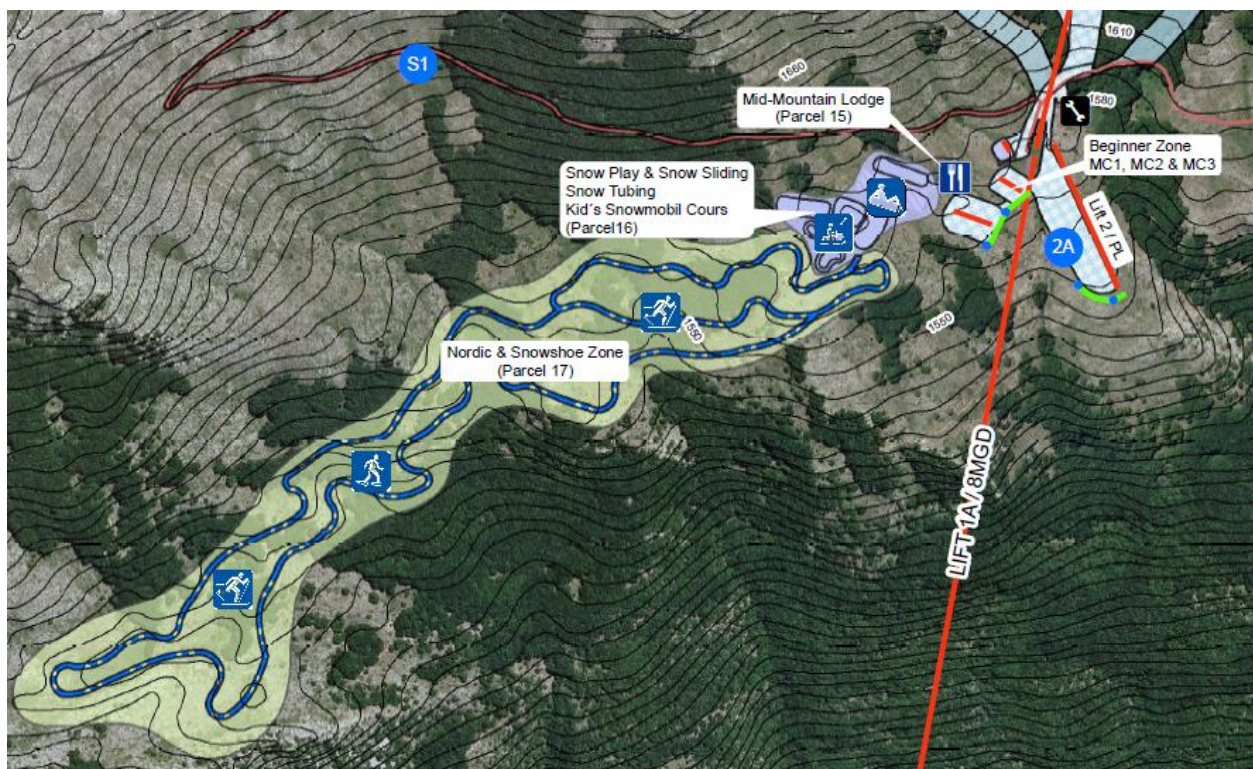 S1
1660
1610
1580
Mid-Mountain Lodge
(Parcel 15)
Beginner Zone
MC1, MC2 & MC3
Snow Play & Snow Sliding
Snow Tubing
Kid´s Snowmobil Cours
(Parcel16)
Lift 2 / PL
2A
1550
1550
Nordic & Snowshoe Zone
(Parcel 17)
LIFT 1A / 8MGD